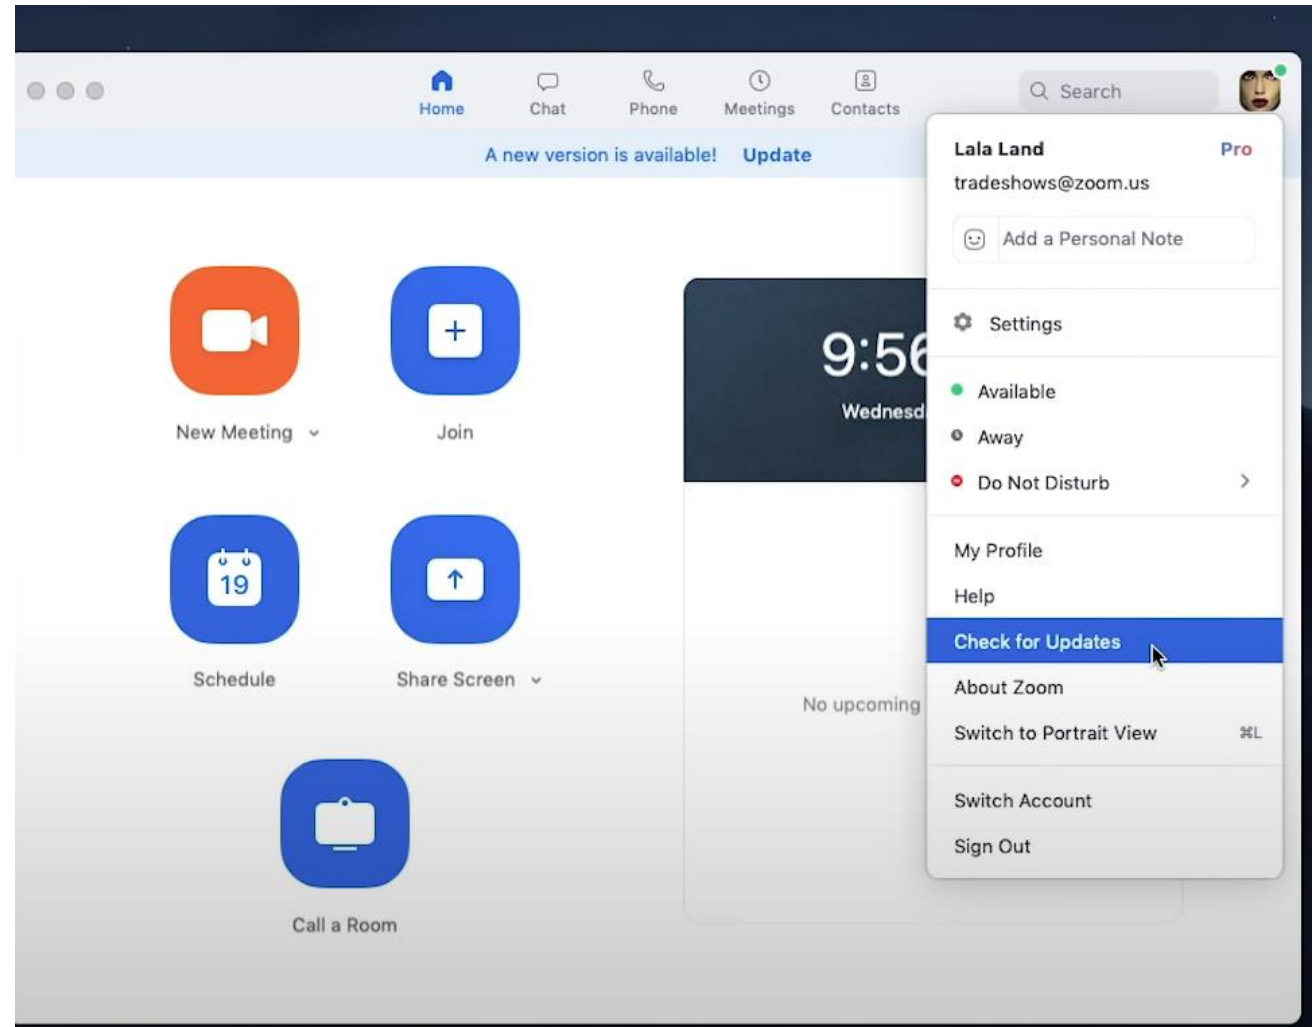 Home
Chat
Phone
Meetings
Contacts
Search
A new version is available! Update
Lala Land Pro
tradeshows@zoom.us
Add a Personal Note
Settings
Available
Away
Do Not Disturb
My Profile
Help
Check for Updates
About Zoom
Switch to Portrait View ⌘L
Switch Account
Sign Out
New Meeting
Join
19
Schedule
Share Screen
Call a Room
9:56
No upcoming